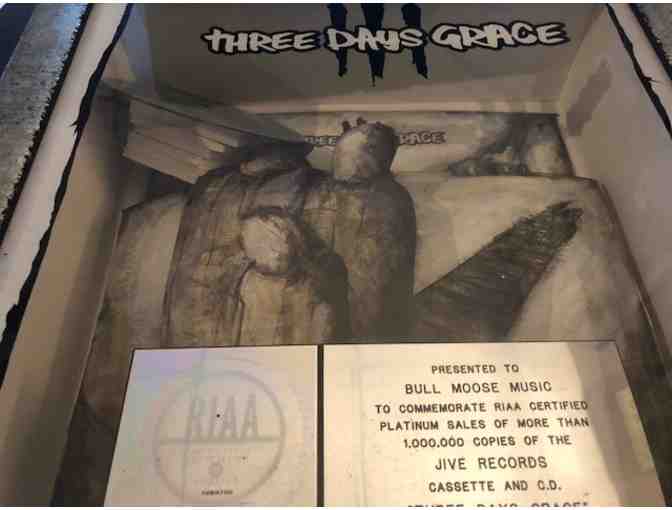 THREE DAYS GRACE
GRACE
RIAA
PRESENTED TO
BULL MOOSE MUSIC
TO COMMEMORATE RIAA CERTIFIED
PLATINUM SALES OF MORE THAN
1,000,000 COPIES OF THE
JIVE RECORDS
CASSETTE AND C.D.
"THREE DAYS GRACE"